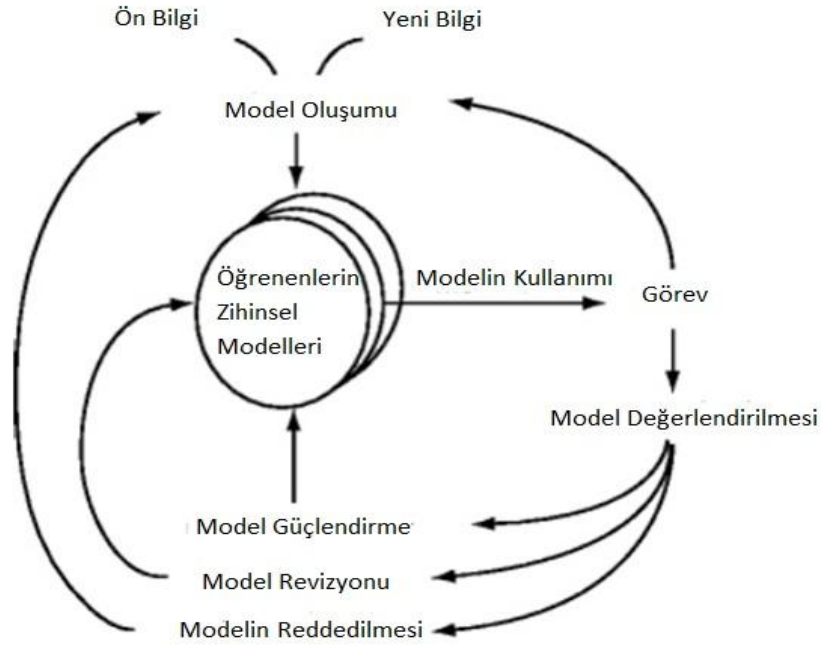 Ön Bilgi
Yeni Bilgi
Model Oluşumu
Öğrenenlerin
Zihinsel
Modelleri
Modelin Kullanımı
Görev
Model Değerlendirilmesi
Model Güçlendirme
Model Revizyonu
Modelin Reddedilmesi